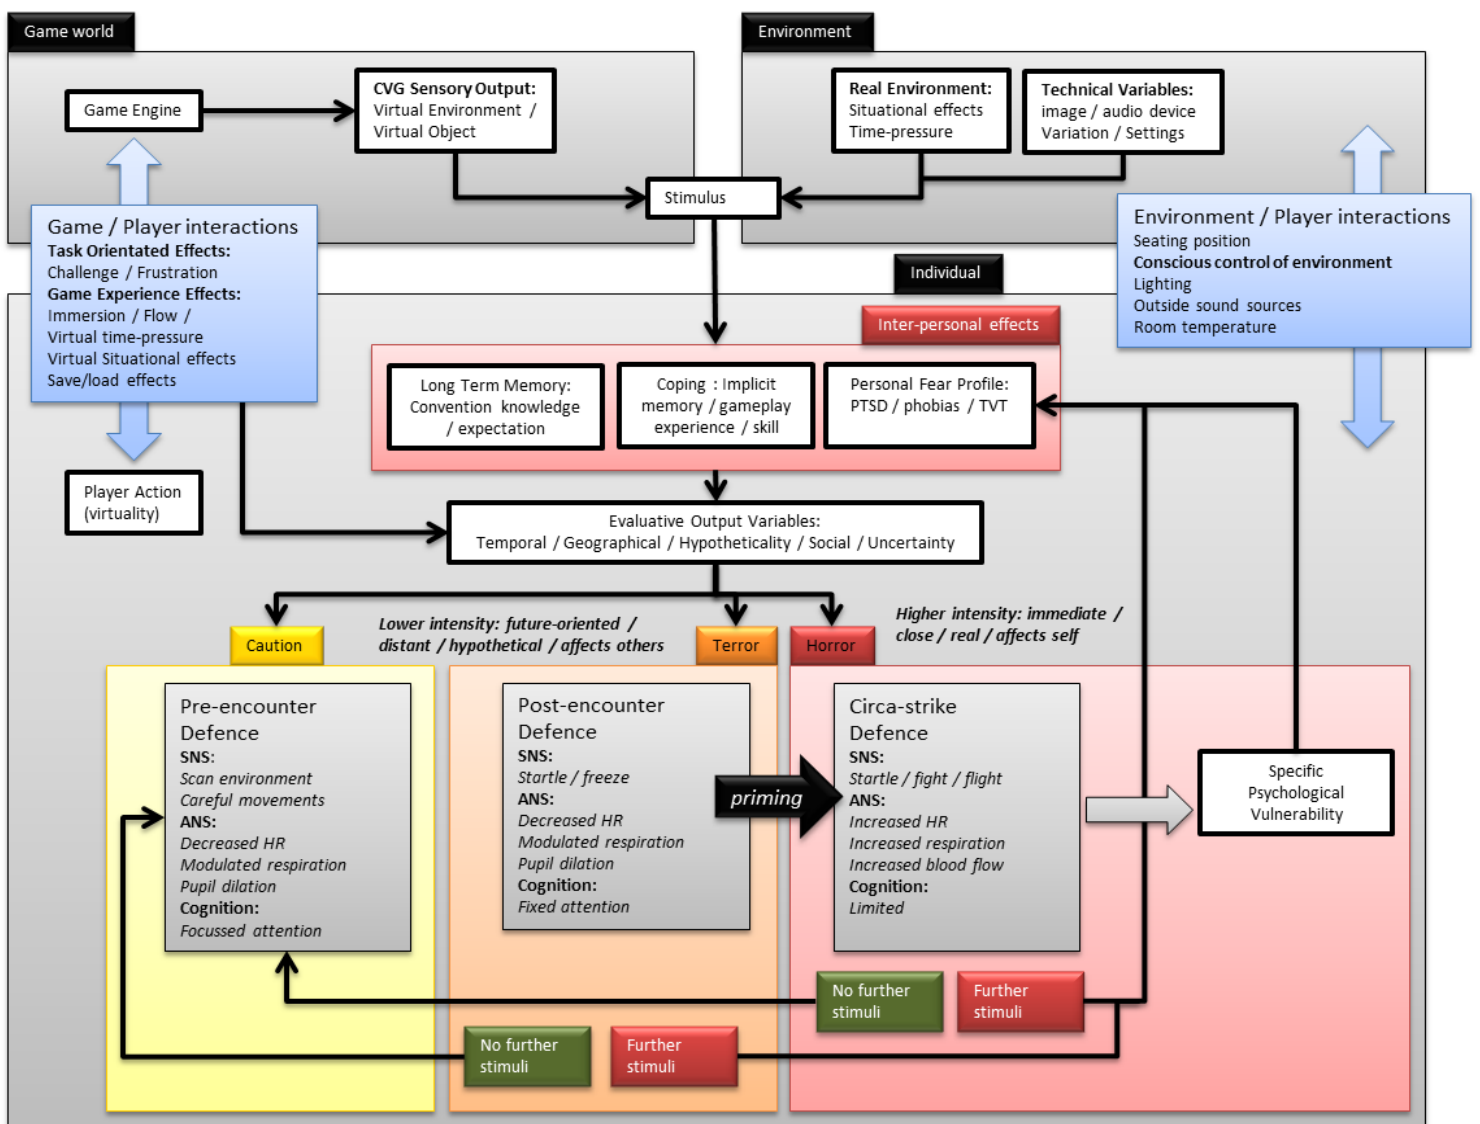 Game world
Environment
Game Engine
CVG Sensory Output:
Virtual Environment /
Virtual Object
Real Environment:
Situational effects
Time-pressure
Technical Variables:
image / audio device
Variation / Settings
Stimulus
Game / Player interactions
Task Orientated Effects:
Challenge / Frustration
Game Experience Effects:
Immersion / Flow /
Virtual time-pressure
Virtual Situational effects
Save/load effects
Environment / Player interactions
Seating position
Conscious control of environment
Lighting
Outside sound sources
Room temperature
Individual
Inter-personal effects
Long Term Memory:
Convention knowledge
/ expectation
Coping : Implicit
memory / gameplay
experience / skill
Personal Fear Profile:
PTSD / phobias / TVT
Player Action
(virtuality)
Evaluative Output Variables:
Temporal / Geographical / Hypotheticality / Social / Uncertainty
Lower intensity: future-oriented /
distant / hypothetical / affects others
Higher intensity: immediate /
close / real / affects self
Caution
Terror
Horror
Pre-encounter
Defence
SNS:
Scan environment
Careful movements
ANS:
Decreased HR
Modulated respiration
Pupil dilation
Cognition:
Focussed attention
Post-encounter
Defence
SNS:
Startle / freeze
ANS:
Decreased HR
Modulated respiration
Pupil dilation
Cognition:
Fixed attention
priming
Circa-strike
Defence
SNS:
Startle / fight / flight
ANS:
Increased HR
Increased respiration
Increased blood flow
Cognition:
Limited
Specific
Psychological
Vulnerability
No further
stimuli
Further
stimuli
No further
stimuli
Further
stimuli